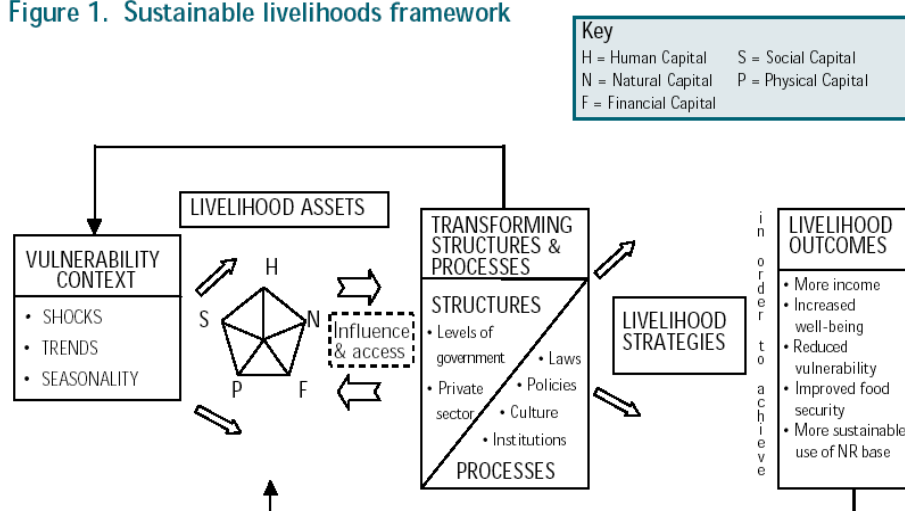 Figure 1. Sustainable livelihoods framework
Key
H = Human Capital S = Social Capital
N = Natural Capital P = Physical Capital
F = Financial Capital
LIVELIHOOD ASSETS
VULNERABILITY
CONTEXT
• SHOCKS
• TRENDS
• SEASONALITY
H
S
N
P
F
Influence
& access
TRANSFORMING
STRUCTURES &
PROCESSES
STRUCTURES
• Levels of
government
• Private
sector
• Laws
• Policies
• Culture
• Institutions
PROCESSES
LIVELIHOOD
STRATEGIES
in order to achieve
LIVELIHOOD
OUTCOMES
• More income
• Increased
well-being
• Reduced
vulnerability
• Improved food
security
• More sustainable
use of NR base